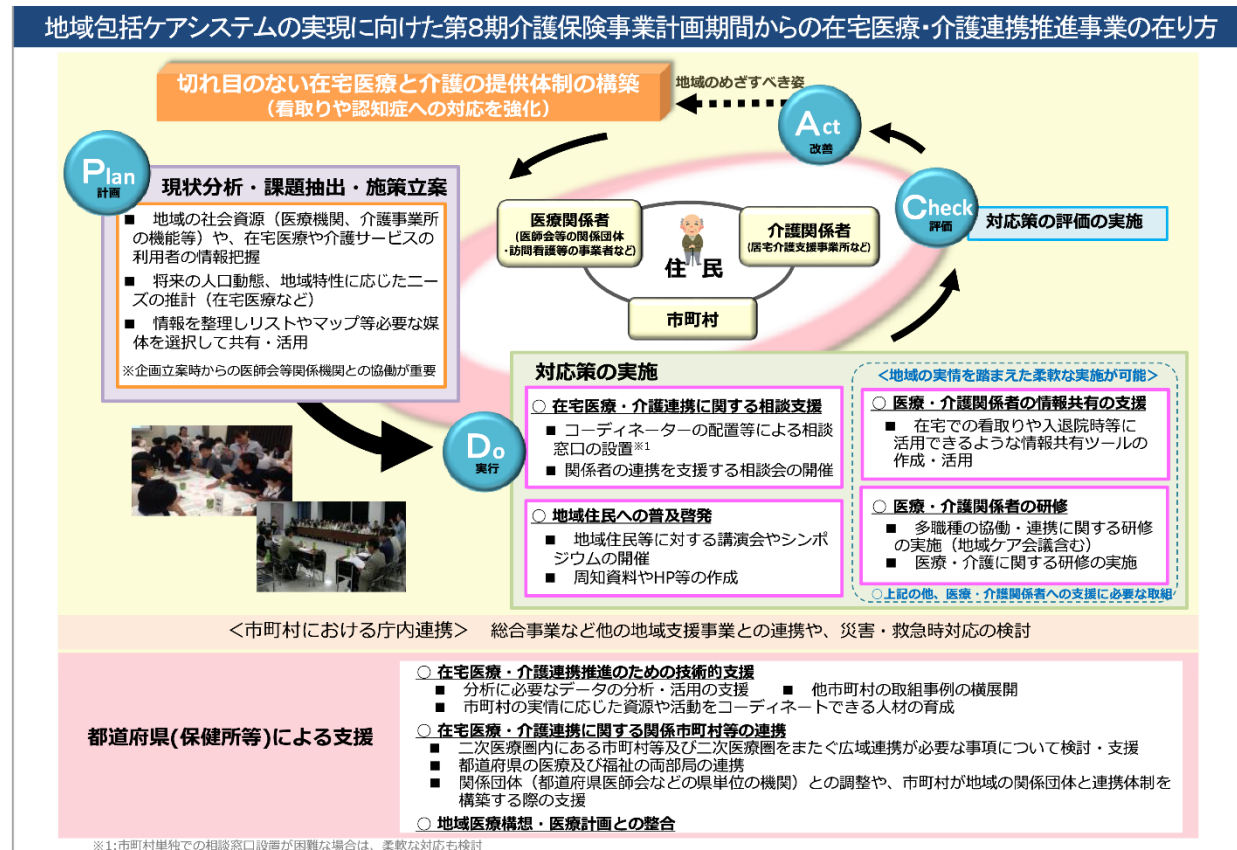 地域包括ケアシステムの実現に向けた第8期介護保険事業計画期間からの在宅医療・介護連携推進事業の在り方
切れ目のない在宅医療と介護の提供体制の構築
（看取りや認知症への対応を強化）
地域のめざすべき姿
Act
改善
Plan
計画
現状分析・課題抽出・施策立案
■ 地域の社会資源（医療機関、介護事業所
の機能等）や、在宅医療や介護サービスの
利用者の情報把握
■ 将来の人口動態、地域特性に応じたニー
ズの推計（在宅医療など）
■ 情報を整理しリストやマップ等必要な媒
体を選択して共有・活用
※企画立案時からの医師会等関係機関との協働が重要
医療関係者
（医師会等の関係団体
・訪問看護等の事業者など）
介護関係者
（居宅介護支援事業所など）
住民
市町村
Check
評価
対応策の評価の実施
Do
実行
対応策の実施
○ 在宅医療・介護連携に関する相談支援
■ コーディネーターの配置等による相談
窓口の設置※1
■ 関係者の連携を支援する相談会の開催
○ 地域住民への普及啓発
■ 地域住民等に対する講演会やシンポ
ジウムの開催
■ 周知資料やHP等の作成
＜地域の実情を踏まえた柔軟な実施が可能＞
○ 医療・介護関係者の情報共有の支援
■ 在宅での看取りや入退院時等に
活用できるような情報共有ツールの
作成・活用
○ 医療・介護関係者の研修
■ 多職種の協働・連携に関する研修
の実施（地域ケア会議含む）
■ 医療・介護に関する研修の実施
○上記の他、医療・介護関係者への支援に必要な取組
＜市町村における庁内連携＞ 総合事業など他の地域支援事業との連携や、災害・救急時対応の検討
都道府県(保健所等)による支援
○ 在宅医療・介護連携推進のための技術的支援
■ 分析に必要なデータの分析・活用の支援 ■ 他市町村の取組事例の横展開
■ 市町村の実情に応じた資源や活動をコーディネートできる人材の育成
○ 在宅医療・介護連携に関する関係市町村等の連携
■ 二次医療圏内にある市町村等及び二次医療圏をまたぐ広域連携が必要な事項について検討・支援
■ 都道府県の医療及び福祉の両部局の連携
■ 関係団体（都道府県医師会などの県単位の機関）との調整や、市町村が地域の関係団体と連携体制を
構築する際の支援
○ 地域医療構想・医療計画との整合
※1:市町村単独での相談窓口設置が困難な場合は、柔軟な対応も検討